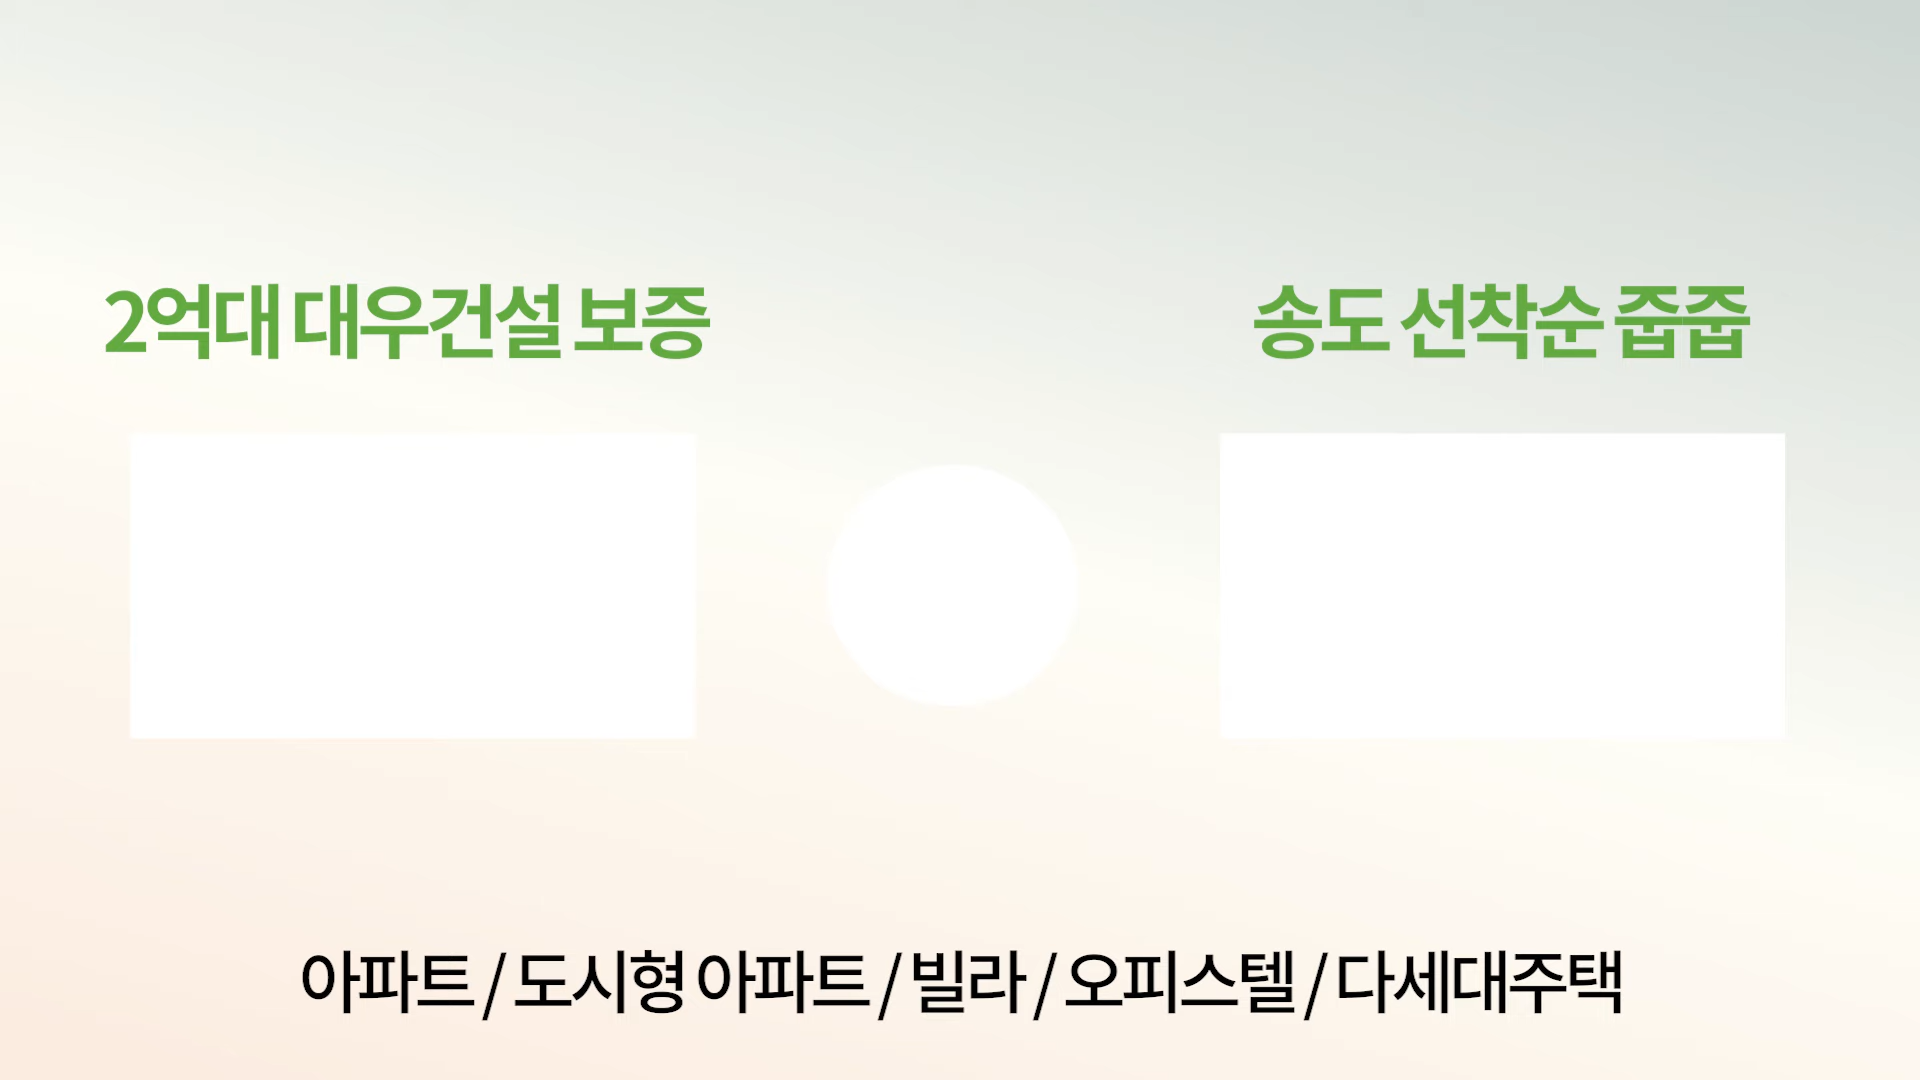 2억대 대우건설 보증
송도 선착순 줍줍
아파트 / 도시형 아파트 / 빌라 / 오피스텔 / 다세대주택